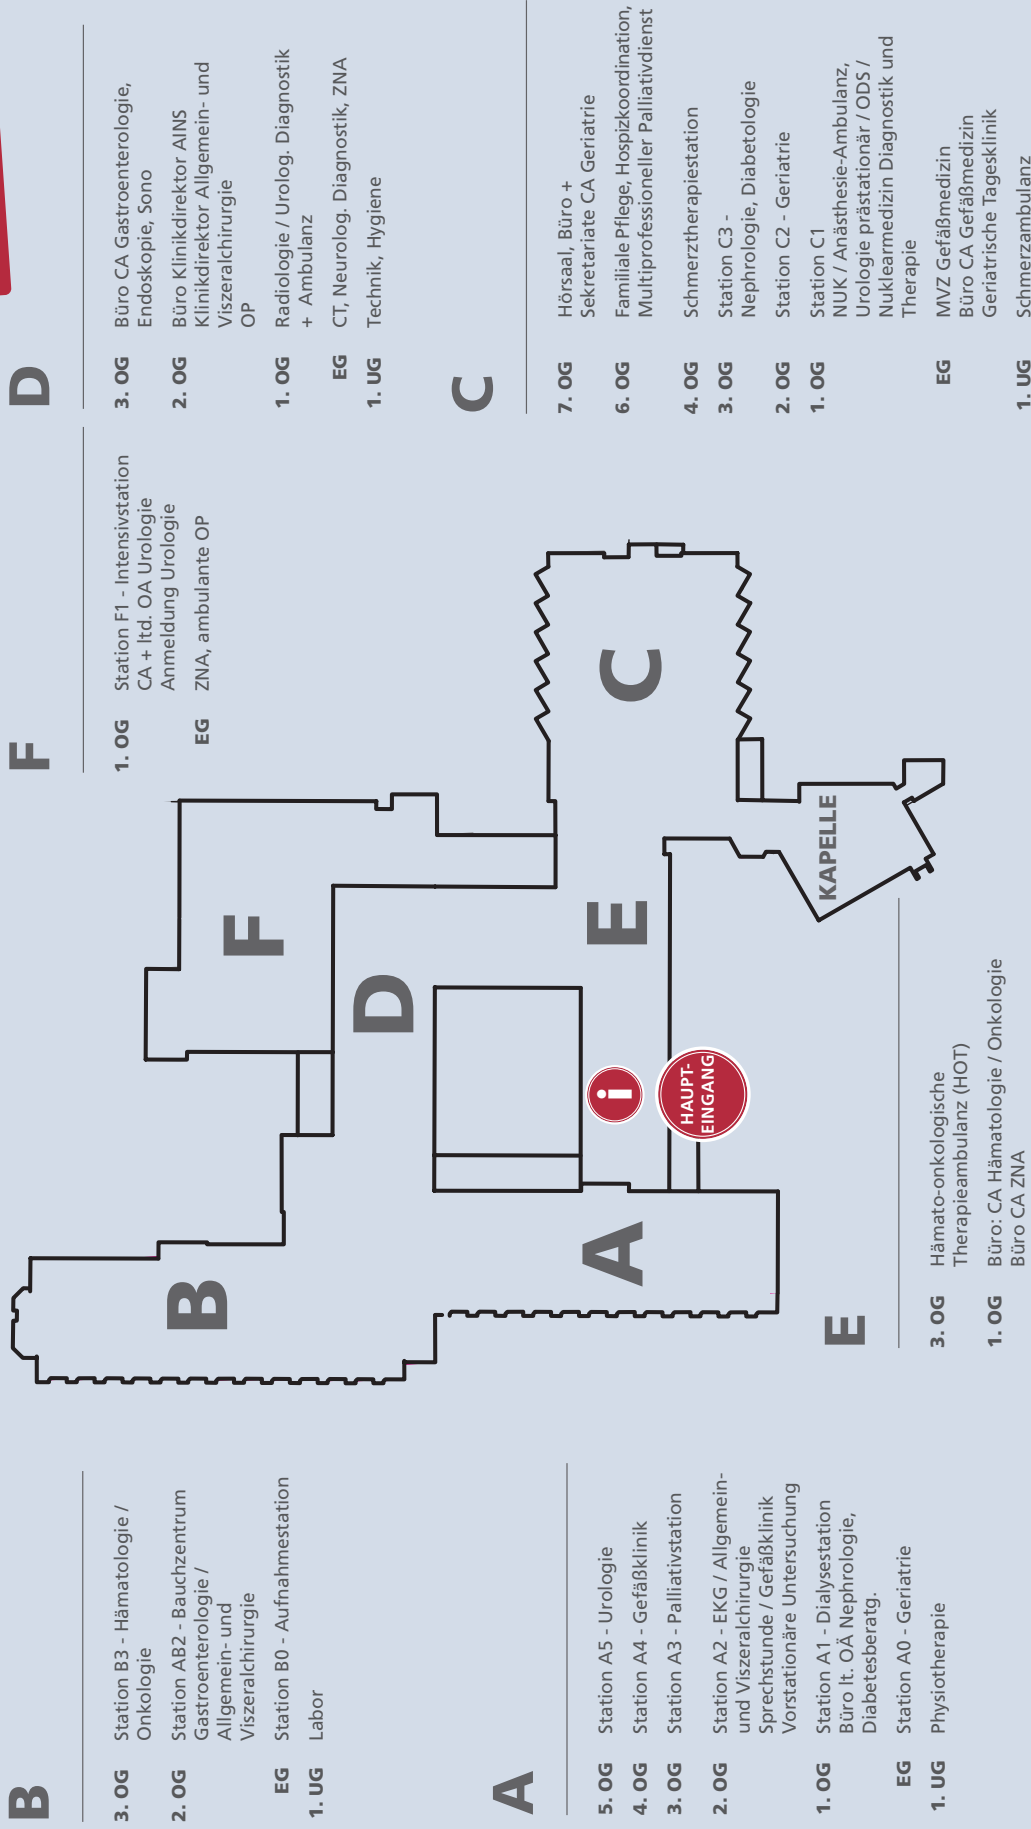 B
3. OG Station B3 - Hämatologie /
Onkologie
2. OG Station AB2 - Bauchzentrum
Gastroenterologie /
Allgemein- und
Viszeralchirurgie
EG Station B0 - Aufnahmestation
1. UG Labor
F
1. OG Station F1 - Intensivstation
CA + ltd. OA Urologie
Anmeldung Urologie
EG ZNA, ambulante OP
D
3. OG Büro CA Gastroenterologie,
Endoskopie, Sono
2. OG Büro Klinikdirektor AINS
Klinikdirektor Allgemein- und
Viszeralchirurgie
OP
1. OG Radiologie / Urolog. Diagnostik
+ Ambulanz
EG CT, Neurolog. Diagnostik, ZNA
1. UG Technik, Hygiene
B
F
D
A
E
C
i
HAUPT-
EINGANG
KAPELLE
A
5. OG Station A5 - Urologie
4. OG Station A4 - Gefäßklinik
3. OG Station A3 - Palliativstation
2. OG Station A2 - EKG / Allgemein-
und Viszeralchirurgie
Sprechstunde / Gefäßklinik
Vorstationäre Untersuchung
1. OG Station A1 - Dialysestation
Büro lt. OÄ Nephrologie,
Diabetesberatg.
EG Station A0 - Geriatrie
1. UG Physiotherapie
E
3. OG Hämato-onkologische
Therapieambulanz (HOT)
1. OG Büro: CA Hämatologie / Onkologie
Büro CA ZNA
C
7. OG Hörsaal, Büro +
Sekretariate CA Geriatrie
6. OG Familiale Pflege, Hospizkoordination,
Multiprofessioneller Palliativdienst
4. OG Schmerztherapiestation
3. OG Station C3 -
Nephrologie, Diabetologie
2. OG Station C2 - Geriatrie
1. OG Station C1
NUK / Anästhesie-Ambulanz,
Urologie prästationär / ODS /
Nuklearmedizin Diagnostik und
Therapie
EG MVZ Gefäßmedizin
Büro CA Gefäßmedizin
Geriatrische Tagesklinik
1. UG Schmerzambulanz